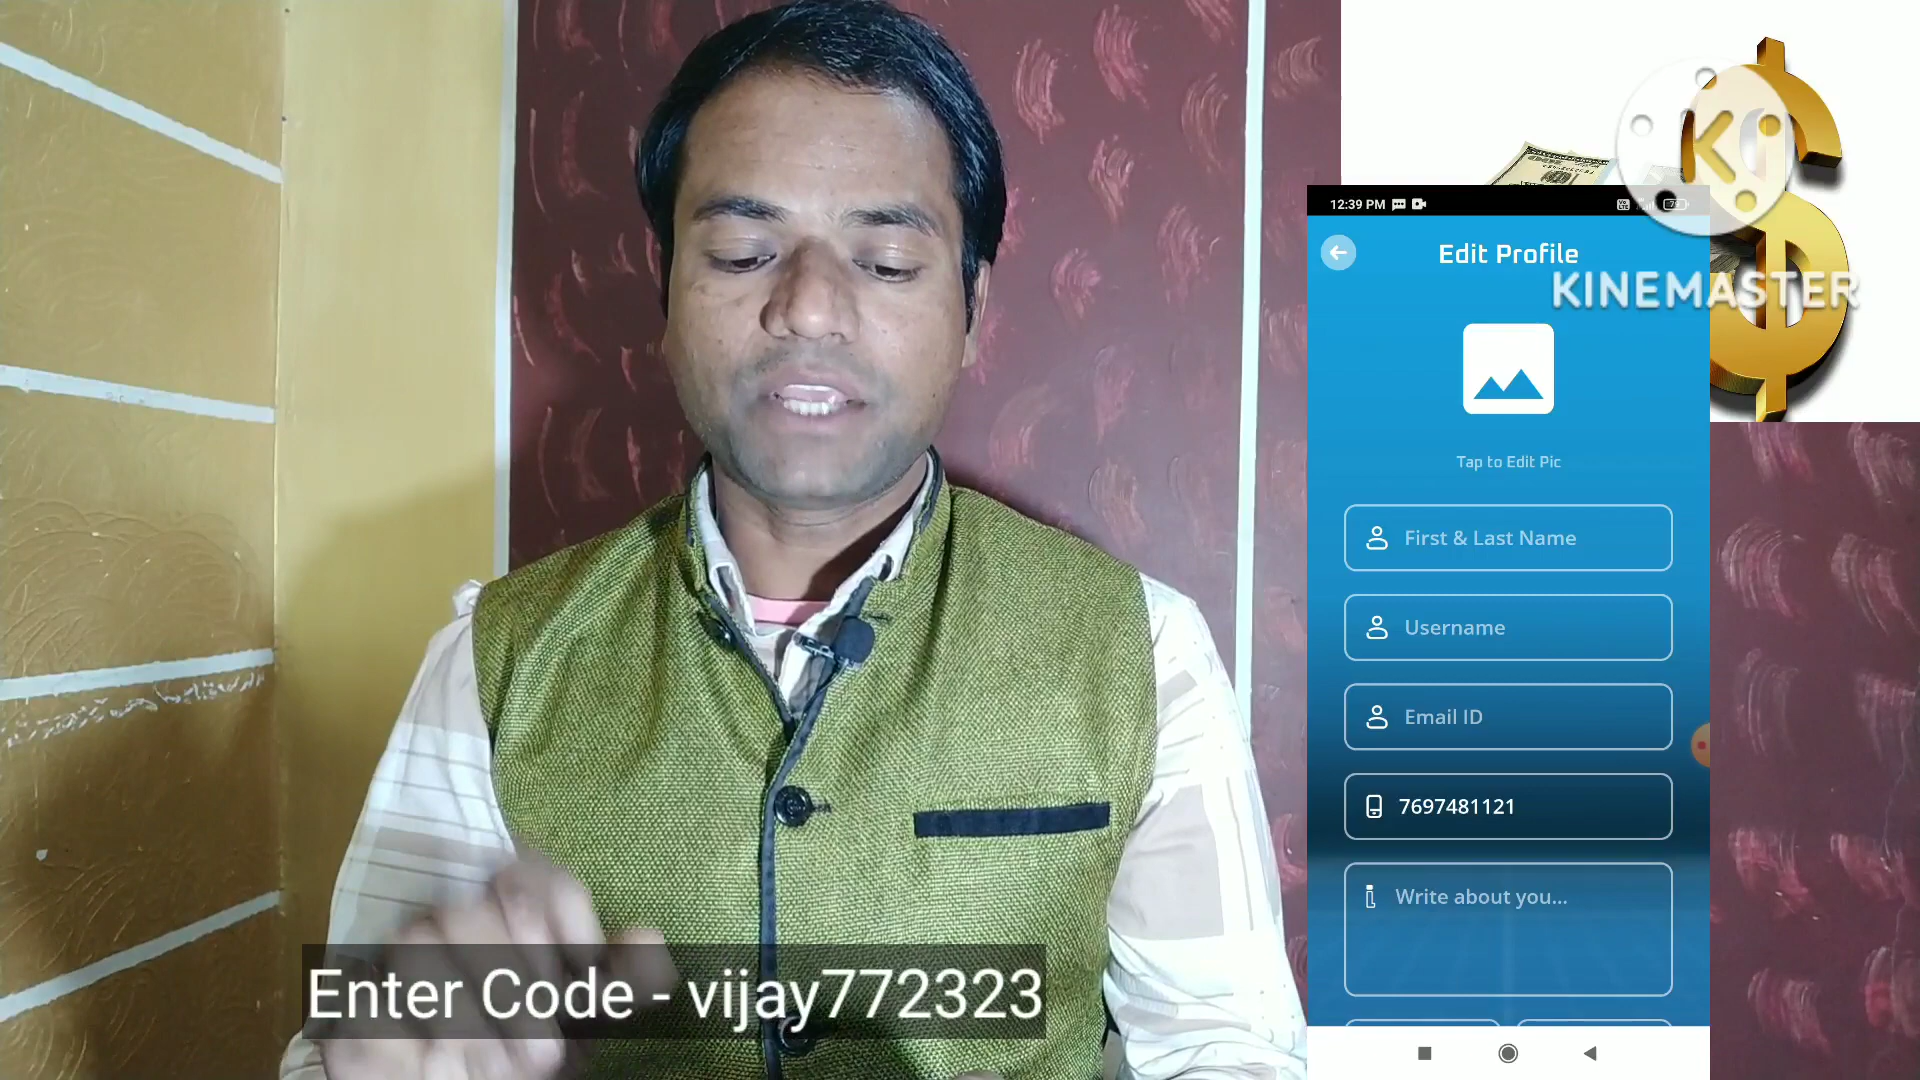 12:39 PM
Edit Profile
KINEMASTER
Tap to Edit Pic
First & Last Name
Username
Email ID
7697481121
Write about you...
Enter Code - vijay772323